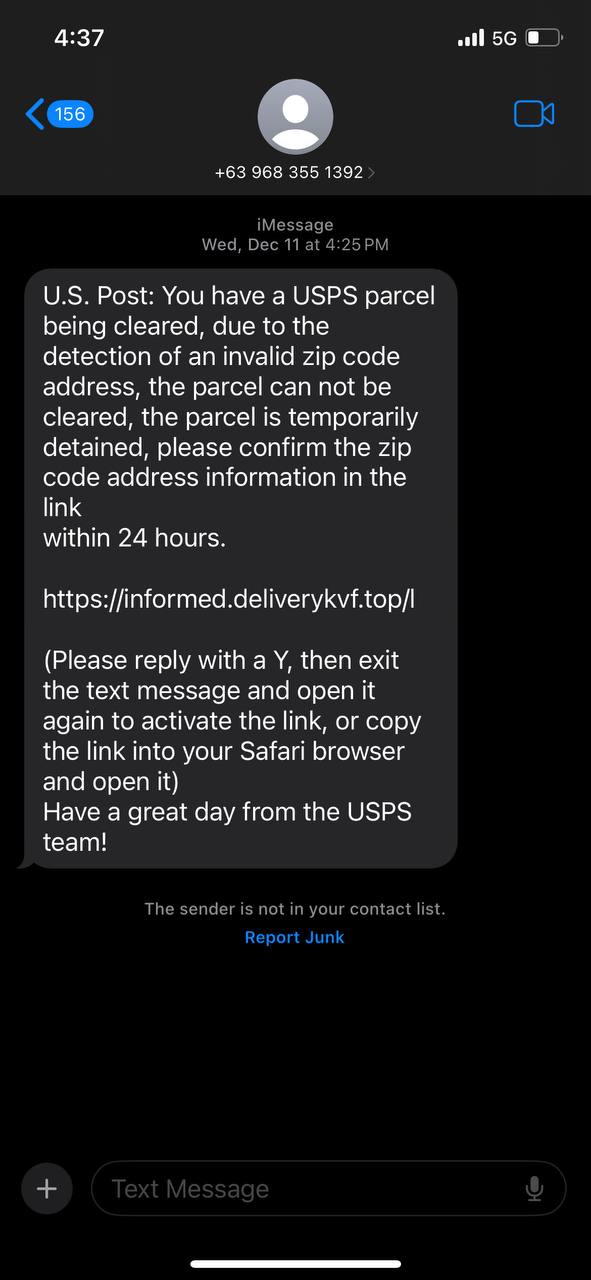 4:37
5G
156
+63 968 355 1392
iMessage
Wed, Dec 11 at 4:25 PM
U.S. Post: You have a USPS parcel
being cleared, due to the
detection of an invalid zip code
address, the parcel can not be
cleared, the parcel is temporarily
detained, please confirm the zip
code address information in the
link
within 24 hours.
https://informed.deliverykvf.top/l
(Please reply with a Y, then exit
the text message and open it
again to activate the link, or copy
the link into your Safari browser
and open it)
Have a great day from the USPS
team!
The sender is not in your contact list.
Report Junk
Text Message